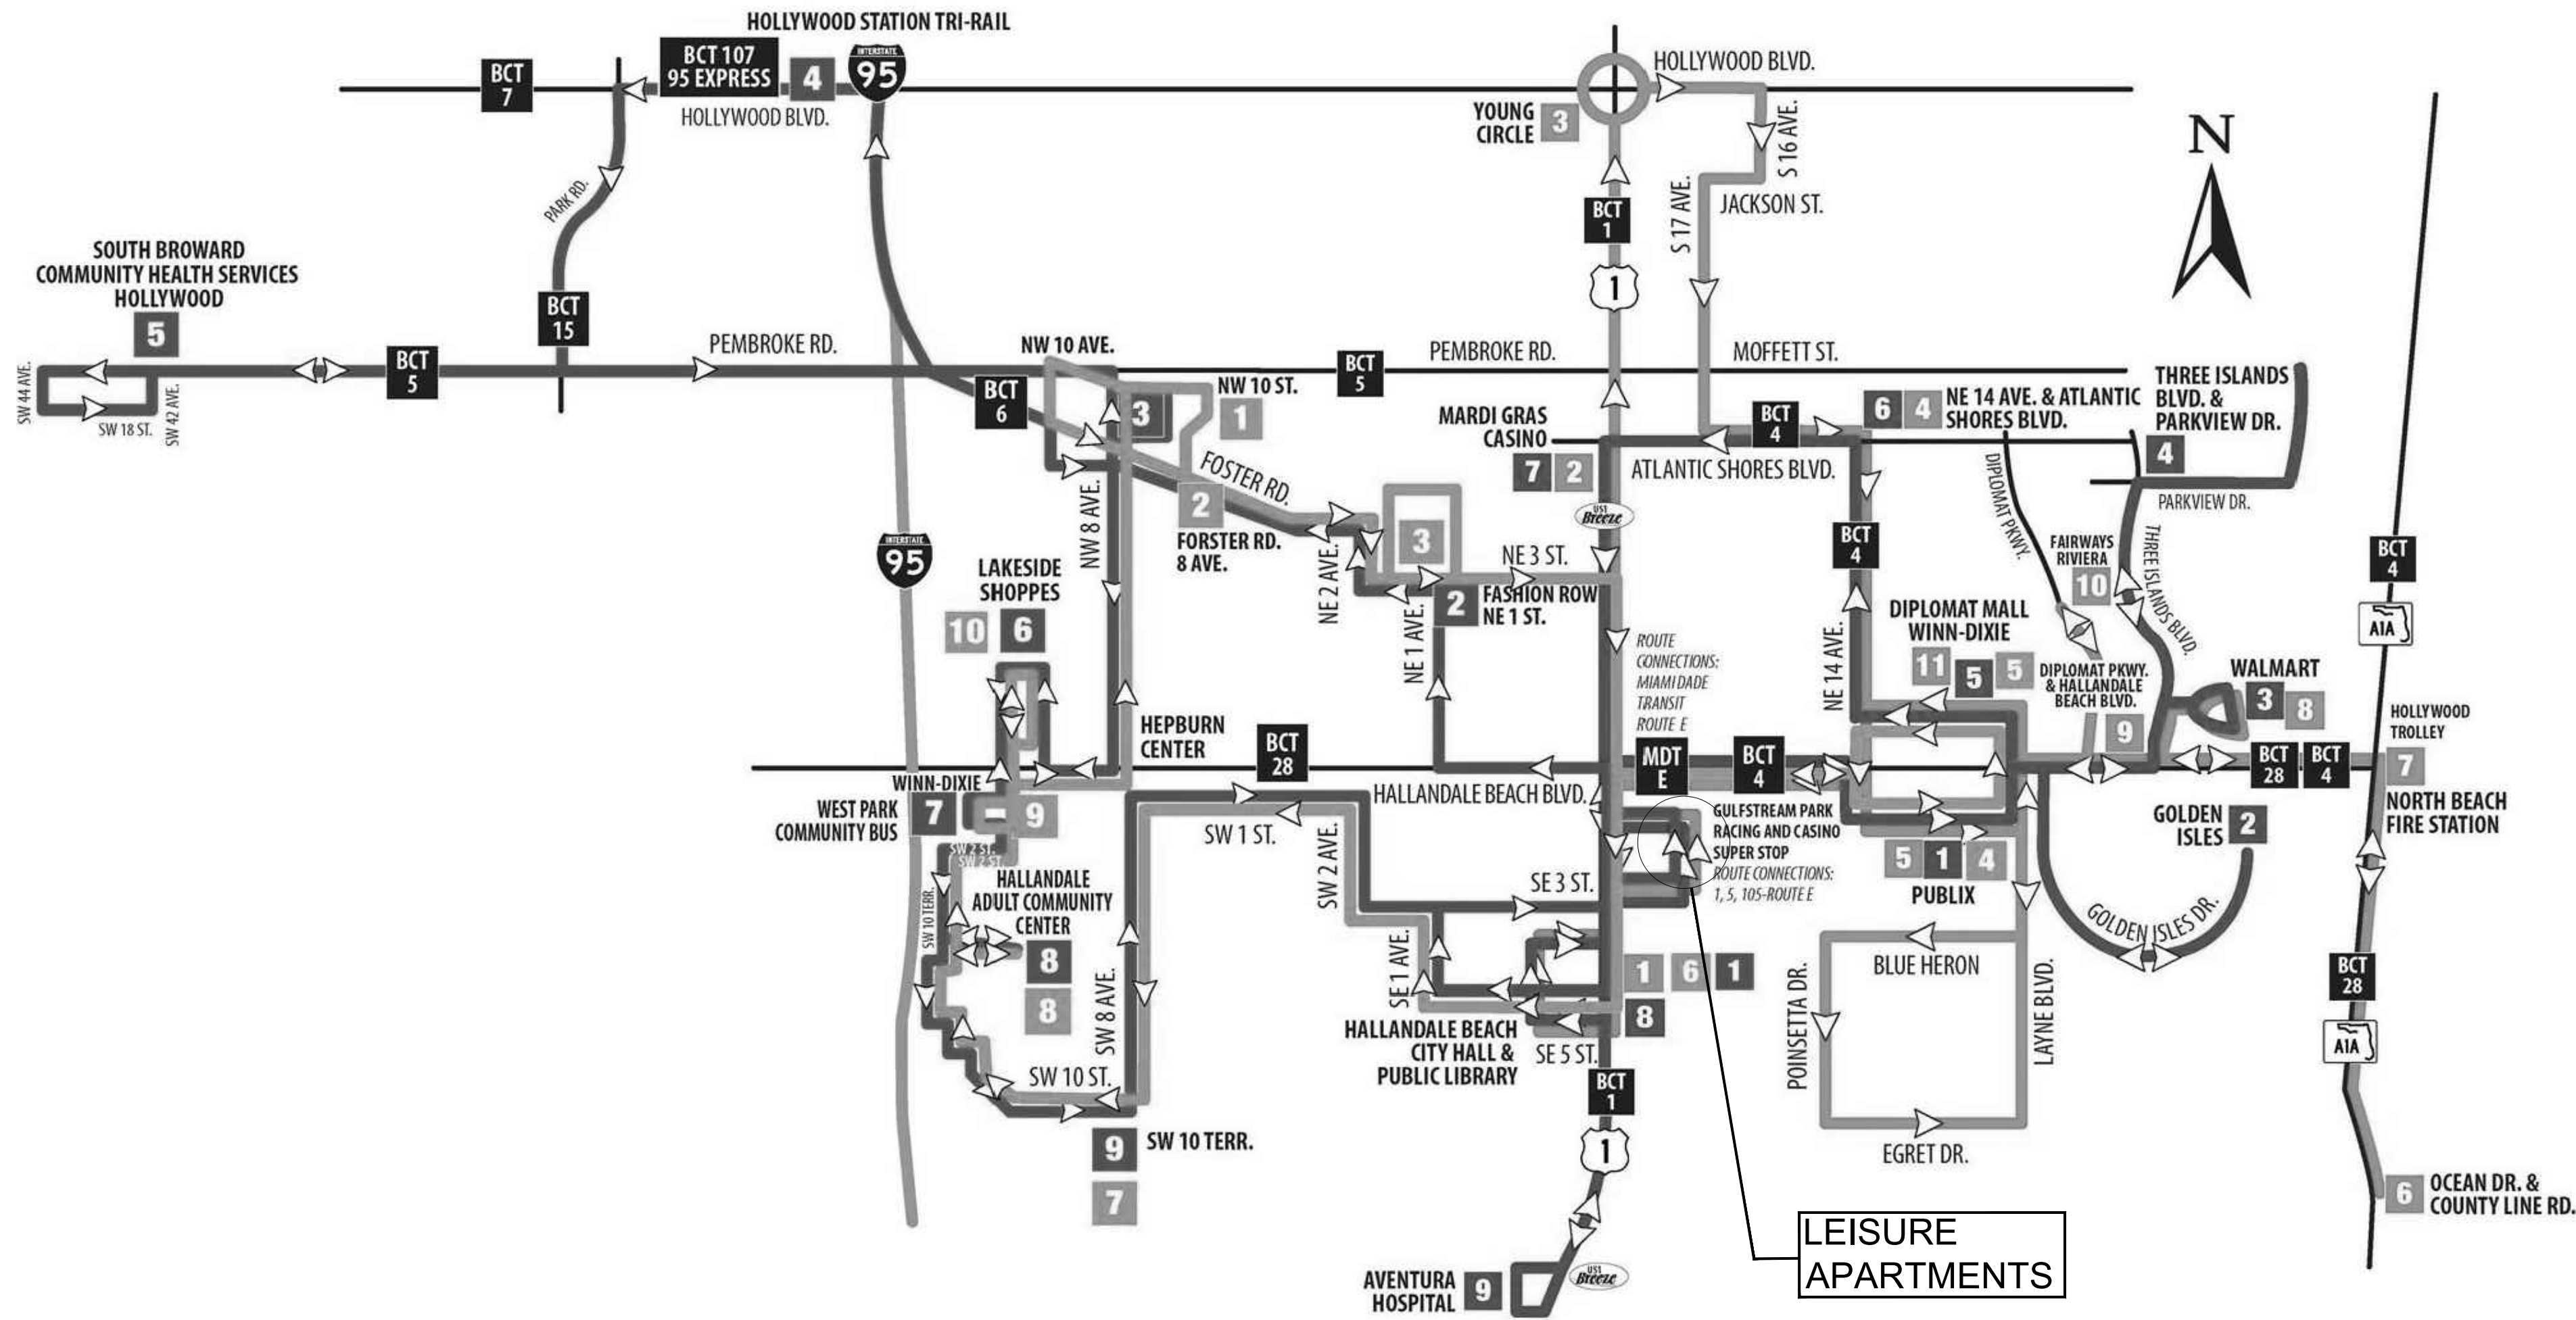 HOLLYWOOD STATION TRI-RAIL
BCT
7
BCT 107
95 EXPRESS
4
INTERSTATE
95
HOLLYWOOD BLVD.
HOLLYWOOD BLVD.
YOUNG
CIRCLE
3
S 16 AVE.
JACKSON ST.
S 17 AVE.
BCT
1
1
N
PARK RD.
SOUTH BROWARD
COMMUNITY HEALTH SERVICES
HOLLYWOOD
5
BCT
15
SW 44 AVE.
SW 18 ST.
SW 42 AVE.
BCT
5
PEMBROKE RD.
NW 10 AVE.
BCT
6
3
NW 10 ST.
1
BCT
5
PEMBROKE RD.
MOFFETT ST.
MARDI GRAS
CASINO
7
2
BCT
4
ATLANTIC SHORES BLVD.
6
4
NE 14 AVE. & ATLANTIC
SHORES BLVD.
THREE ISLANDS
BLVD. &
PARKVIEW DR.
4
PARKVIEW DR.
DIPLOMAT PKWY.
THREE ISLANDS BLVD.
FAIRWAYS
RIVIERA
10
FOSTER RD.
2
FORSTER RD.
8 AVE.
NW 8 AVE.
INTERSTATE
95
LAKESIDE
SHOPPES
10
6
3
NE 3 ST.
NE 2 AVE.
2
FASHION ROW
NE 1 ST.
NE 1 AVE.
US1
Breeze
BCT
4
NE 14 AVE.
ROUTE
CONNECTIONS:
MIAMI DADE
TRANSIT
ROUTE E
DIPLOMAT MALL
WINN-DIXIE
11
5
5
DIPLOMAT PKWY.
& HALLANDALE
BEACH BLVD.
9
WALMART
3
8
BCT
4
A1A
HOLLYWOOD
TROLLEY
7
NORTH BEACH
FIRE STATION
HEPBURN
CENTER
BCT
28
MDT
E
BCT
4
BCT
28
BCT
4
HALLANDALE BEACH BLVD.
WINN-DIXIE
WEST PARK
COMMUNITY BUS
7
9
SW 2 ST.
SW 2 ST.
SW 10 TERR.
HALLANDALE
ADULT COMMUNITY
CENTER
8
8
SW 1 ST.
SW 2 AVE.
SE 3 ST.
GULFSTREAM PARK
RACING AND CASINO
SUPER STOP
ROUTE CONNECTIONS:
1, 5, 105-ROUTE E
5
1
4
PUBLIX
GOLDEN
ISLES
2
GOLDEN ISLES DR.
BLUE HERON
POINSETTA DR.
LAYNE BLVD.
EGRET DR.
SE 1 AVE.
1
6
1
8
HALLANDALE BEACH
CITY HALL &
PUBLIC LIBRARY
SE 5 ST.
SW 8 AVE.
SW 10 ST.
9
SW 10 TERR.
7
BCT
1
1
BCT
28
A1A
6
OCEAN DR. &
COUNTY LINE RD.
AVENTURA
HOSPITAL
9
US1
Breeze
LEISURE
APARTMENTS